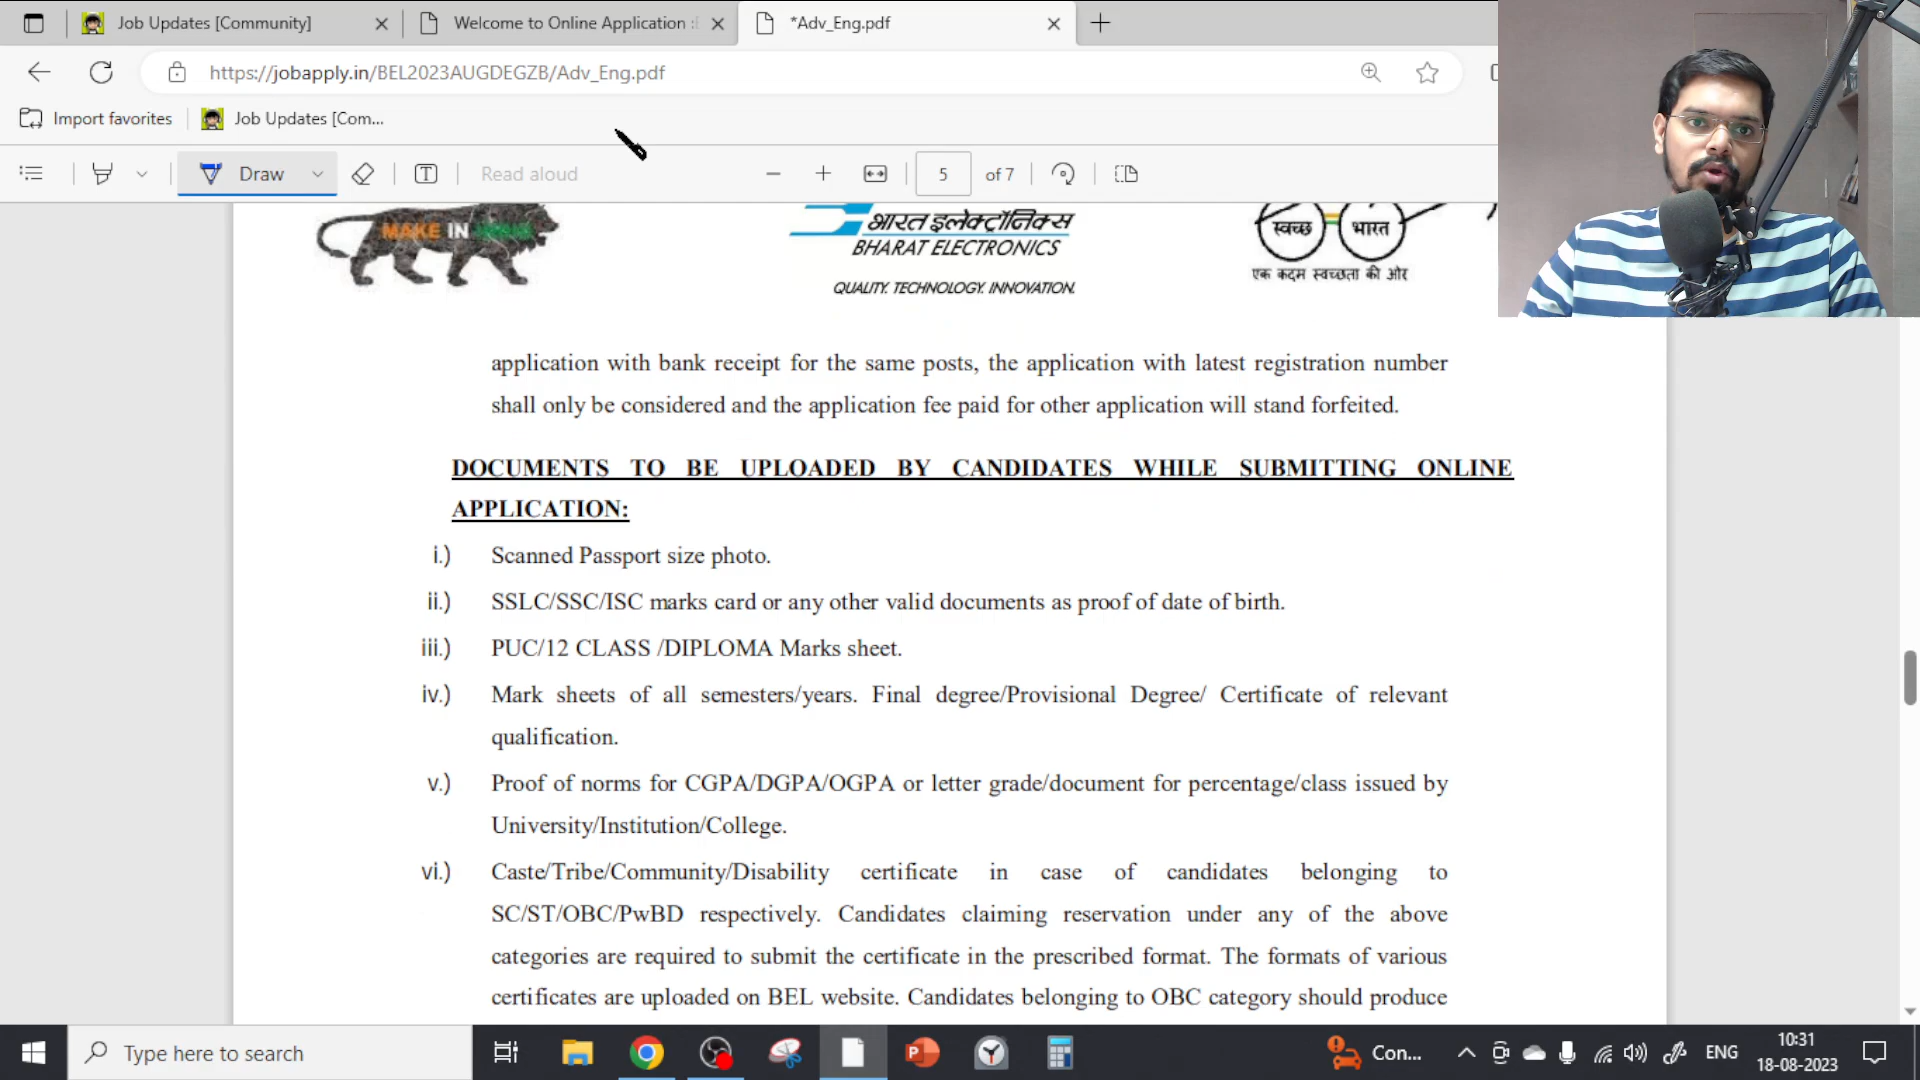 Job Updates [Community]
Welcome to Online Application :
*Adv_Eng.pdf
https://jobapply.in/BEL2023AUGDEGZB/Adv_Eng.pdf
Import favorites
Job Updates [Com...
Draw
Read aloud
5
of 7
MAKE IN INDIA
भारत इलेक्ट्रॉनिक्स
BHARAT ELECTRONICS
QUALITY. TECHNOLOGY. INNOVATION.
स्वच्छ भारत
एक कदम स्वच्छता की ओर
application with bank receipt for the same posts, the application with latest registration number
shall only be considered and the application fee paid for other application will stand forfeited.
DOCUMENTS TO BE UPLOADED BY CANDIDATES WHILE SUBMITTING ONLINE
APPLICATION:
i.) Scanned Passport size photo.
ii.) SSLC/SSC/ISC marks card or any other valid documents as proof of date of birth.
iii.) PUC/12 CLASS /DIPLOMA Marks sheet.
iv.) Mark sheets of all semesters/years. Final degree/Provisional Degree/ Certificate of relevant
qualification.
v.) Proof of norms for CGPA/DGPA/OGPA or letter grade/document for percentage/class issued by
University/Institution/College.
vi.) Caste/Tribe/Community/Disability certificate in case of candidates belonging to
SC/ST/OBC/PwBD respectively. Candidates claiming reservation under any of the above
categories are required to submit the certificate in the prescribed format. The formats of various
certificates are uploaded on BEL website. Candidates belonging to OBC category should produce
Type here to search
Con...
ENG
10:31
18-08-2023